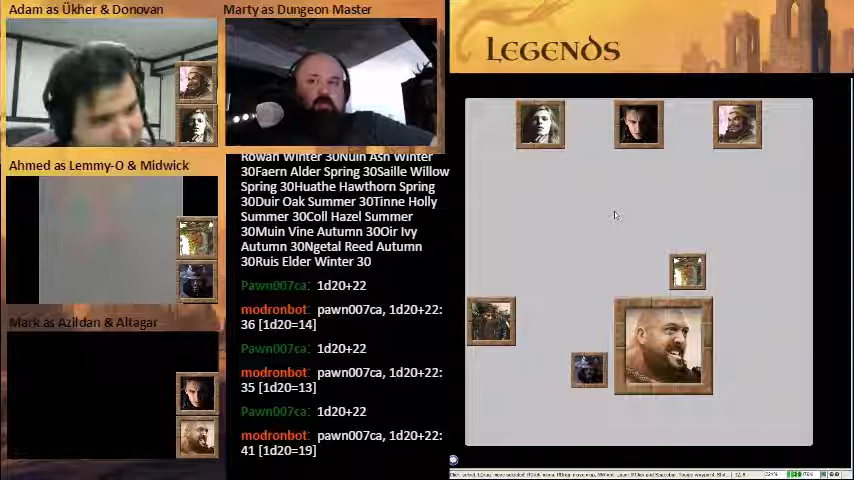 Adam as Ükher & Donovan
Marty as Dungeon Master
LEGENDS
Ahmed as Lemmy-O & Midwick
Mark as Azildan & Altagar
Rowan Winter 30Nuin Ash Winter
30Faern Alder Spring 30Saille Willow
Spring 30Huathe Hawthorn Spring
30Duir Oak Summer 30Tinne Holly
Summer 30Coll Hazel Summer
30Muin Vine Autumn 30Oir Ivy
Autumn 30Ngetal Reed Autumn
30Ruis Elder Winter 30
Pawn007ca: 1d20+22
modronbot: pawn007ca, 1d20+22:
36 [1d20=14]
Pawn007ca: 1d20+22
modronbot: pawn007ca, 1d20+22:
35 [1d20=13]
Pawn007ca: 1d20+22
modronbot: pawn007ca, 1d20+22:
41 [1d20=19]